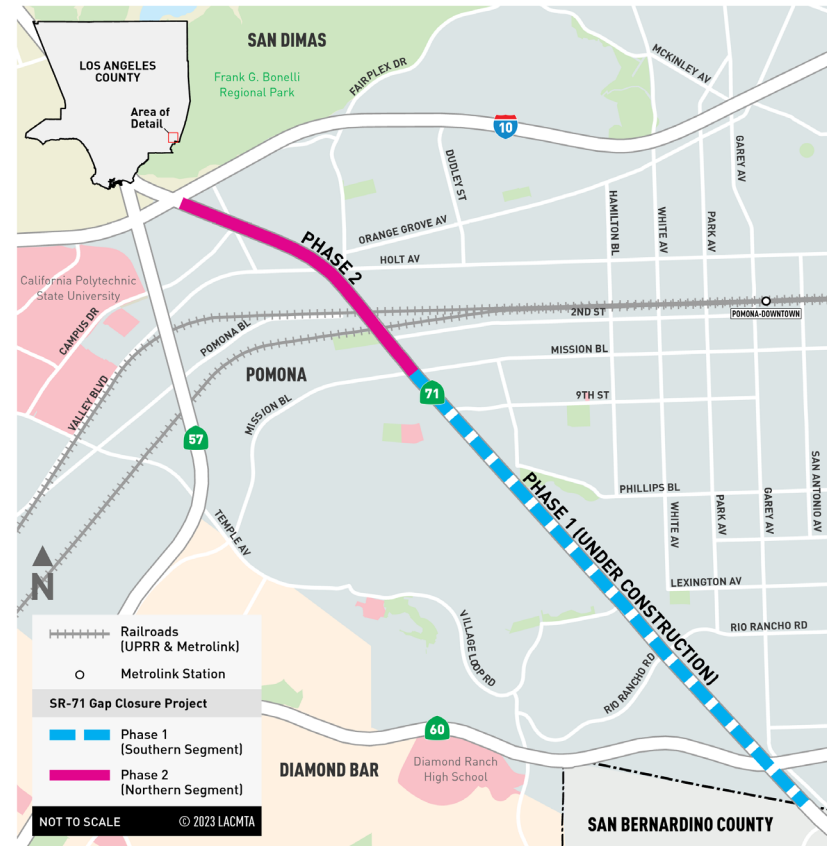 SAN DIMAS
LOS ANGELES
COUNTY
Frank G. Bonelli
Regional Park
FAIRPLEX DR
MCKINLEY AV
Area of
Detail
10
GAREY AV
DUDLEY ST
HAMILTON BL
WHITE AV
PARK AV
ORANGE GROVE AV
PHASE 2
HOLT AV
California Polytechnic
State University
CAMPUS DR
POMONA BL
2ND ST
POMONA-DOWNTOWN
MISSION BL
POMONA
VALLEY BLVD
MISSION BL
71
9TH ST
57
PHASE 1 (UNDER CONSTRUCTION)
PHILLIPS BL
SAN ANTONIO AV
WHITE AV
PARK AV
GAREY AV
TEMPLE AV
N
LEXINGTON AV
VILLAGE LOOP RD
RIO RANCHO RD
RIO RANCHO RD
Railroads
(UPRR & Metrolink)
Metrolink Station
SR-71 Gap Closure Project
Phase 1
(Southern Segment)
Phase 2
(Northern Segment)
NOT TO SCALE © 2023 LACMTA
60
DIAMOND BAR
Diamond Ranch
High School
SAN BERNARDINO COUNTY